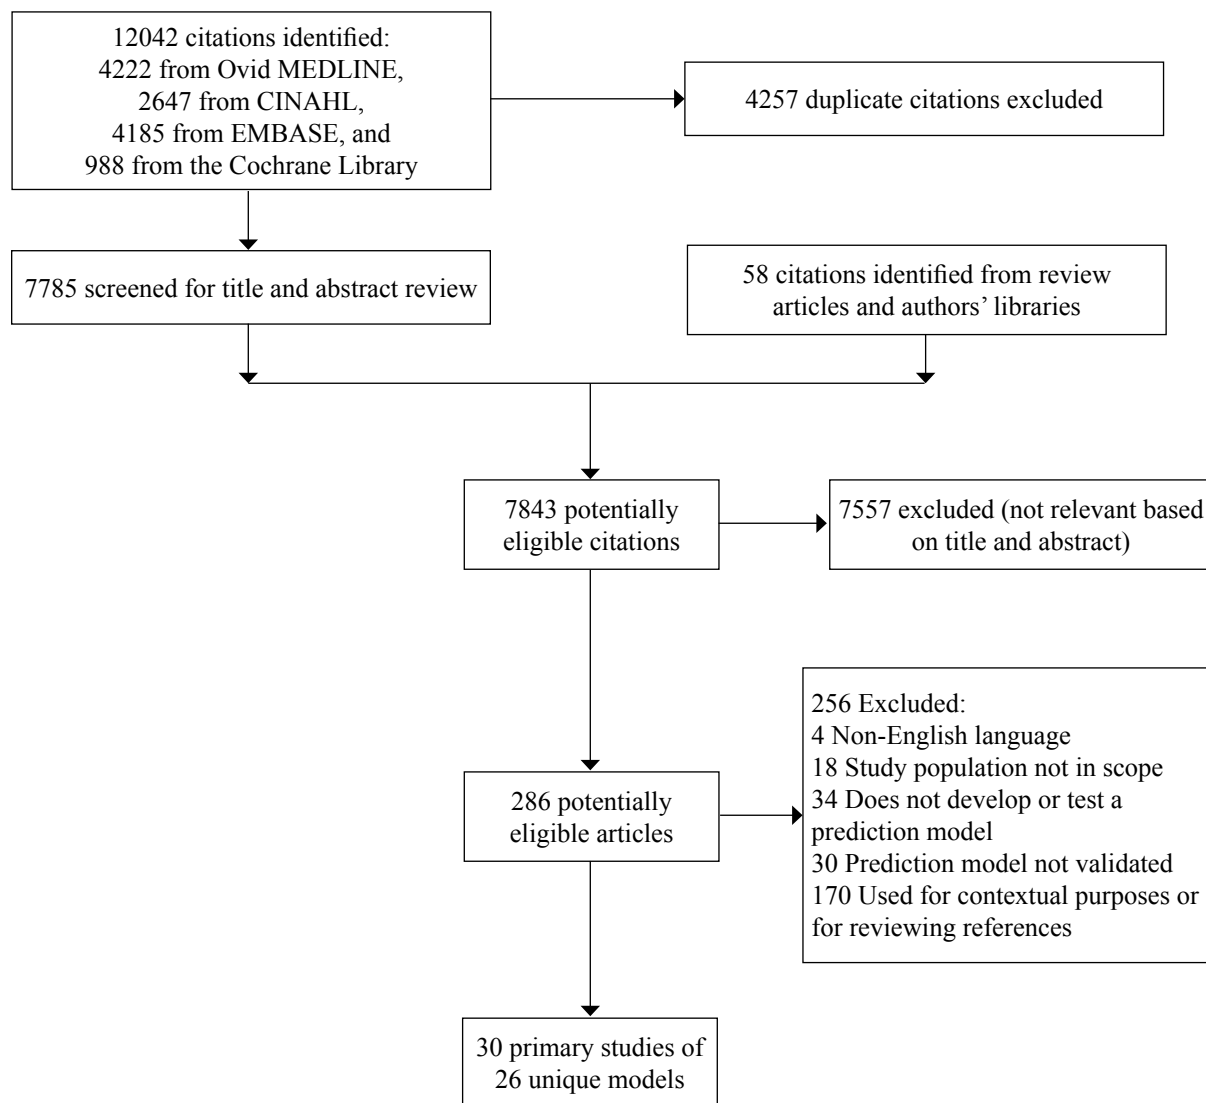 12042 citations identified:
4222 from Ovid MEDLINE,
2647 from CINAHL,
4185 from EMBASE, and
988 from the Cochrane Library
4257 duplicate citations excluded
7785 screened for title and abstract review
58 citations identified from review
articles and authors’ libraries
7843 potentially
eligible citations
7557 excluded (not relevant based
on title and abstract)
286 potentially
eligible articles
256 Excluded:
4 Non-English language
18 Study population not in scope
34 Does not develop or test a
prediction model
30 Prediction model not validated
170 Used for contextual purposes or
for reviewing references
30 primary studies of
26 unique models